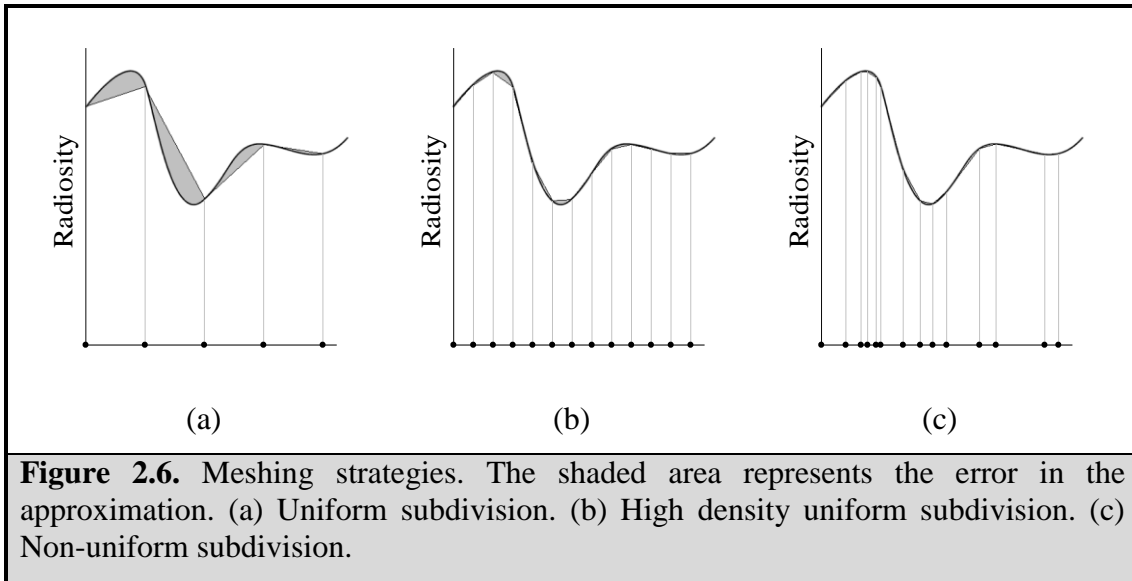 Radiosity
Radiosity
Radiosity
(a)
(b)
(c)
Figure 2.6. Meshing strategies. The shaded area represents the error in the
approximation. (a) Uniform subdivision. (b) High density uniform subdivision. (c)
Non-uniform subdivision.